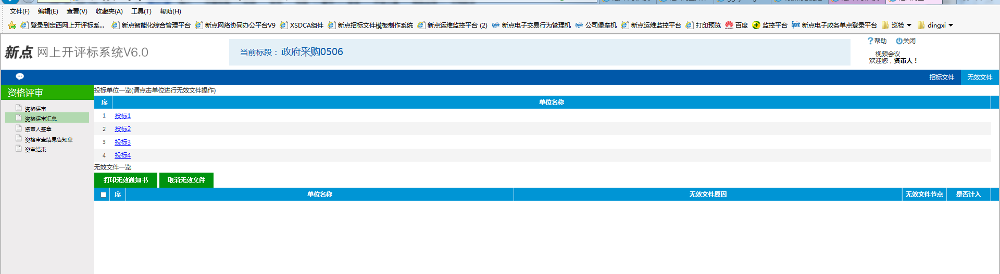 文件(F) 编辑(E) 查看(V) 收藏夹(A) 工具(T) 帮助(H)
登录到定西网上开评标系... 新点智能化综合管理平台 新点网络协同办公平台V9 XSDCA组件 新点招标文件模板制作系统 新点运维监控平台 (2) 新点电子交易行为管理机 公司堡垒机 新点运维监控平台 打印预览 百度 监控平台 新点电子政务单点登录平台 巡检 dingxi
帮助 关闭
新点 网上开评标系统V6.0
当前标段： 政府采购0506
视频会议
欢迎您，资审人！
招标文件 无效文件
资格评审
资格评审
资格评审汇总
资审人签章
资格审查结果告知单
资审结束
投标单位一览(请点击单位进行无效文件操作)
序 单位名称
1 投标1
2 投标2
3 投标3
4 投标4
无效文件一览
打印无效通知书 取消无效文件
序 单位名称 无效文件原因 无效文件节点 是否计入